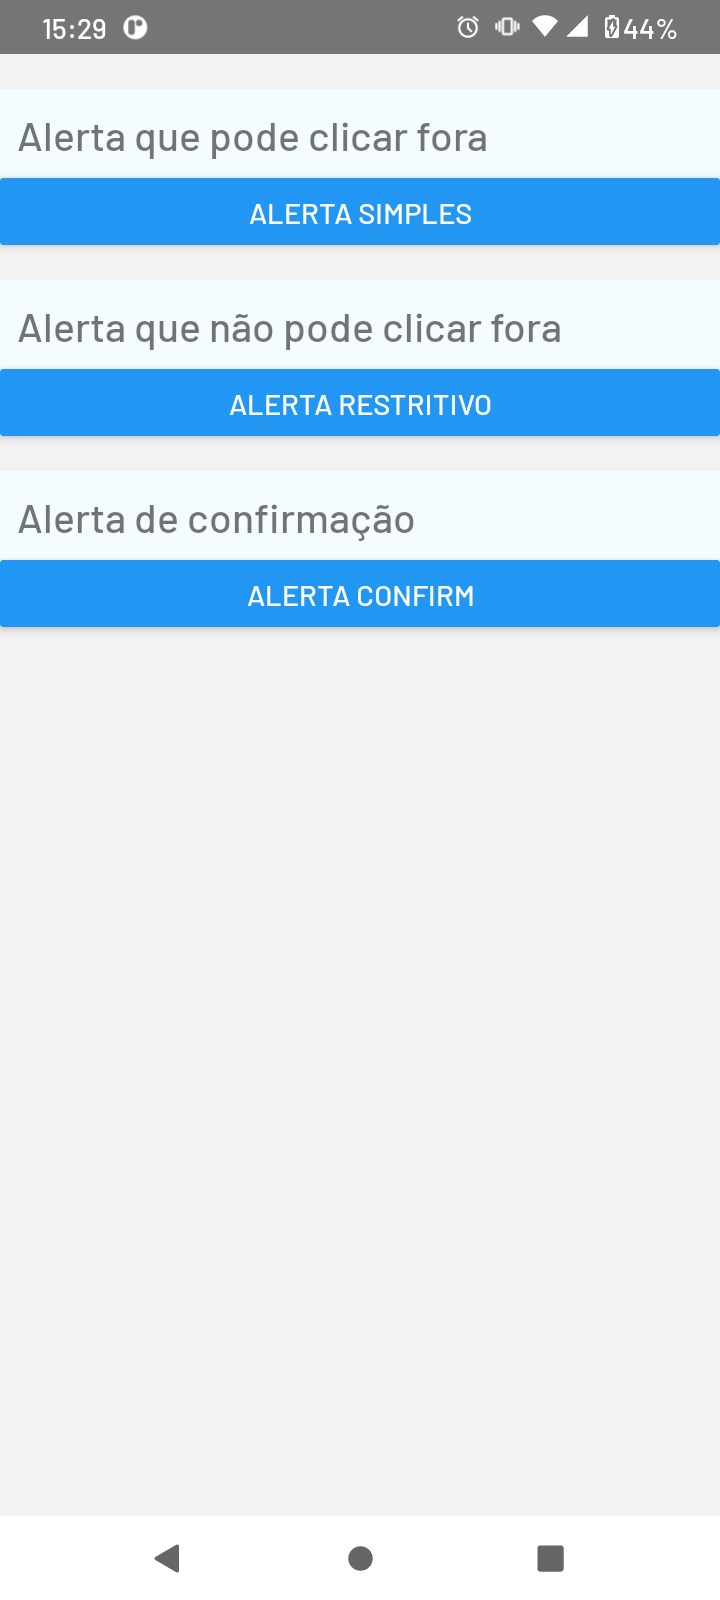 15:29 44%
Alerta que pode clicar fora
ALERTA SIMPLES
Alerta que não pode clicar fora
ALERTA RESTRITIVO
Alerta de confirmação
ALERTA CONFIRM